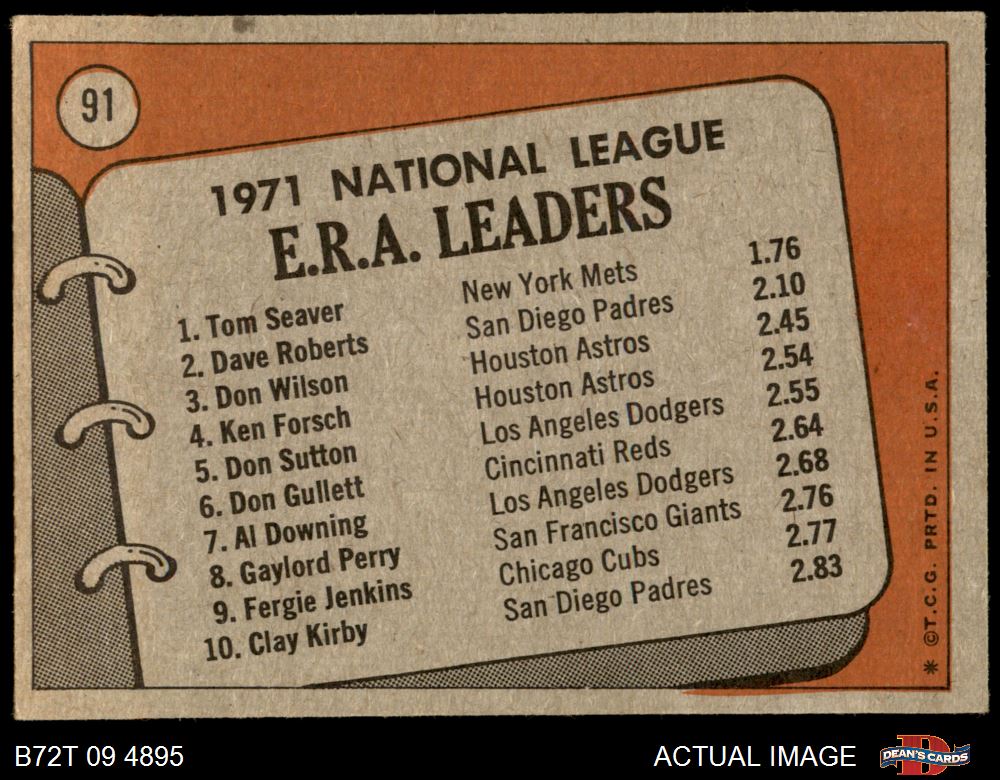 91
1971 NATIONAL LEAGUE
E.R.A. LEADERS
1. Tom Seaver New York Mets 1.76
2. Dave Roberts San Diego Padres 2.10
3. Don Wilson Houston Astros 2.45
4. Ken Forsch Houston Astros 2.54
5. Don Sutton Los Angeles Dodgers 2.55
6. Don Gullett Cincinnati Reds 2.64
7. Al Downing Los Angeles Dodgers 2.68
8. Gaylord Perry San Francisco Giants 2.76
9. Fergie Jenkins Chicago Cubs 2.77
10. Clay Kirby San Diego Padres 2.83
* ©T.C.G. PRTD. IN U.S.A.
B72T 09 4895 ACTUAL IMAGE DEAN'S CARDS